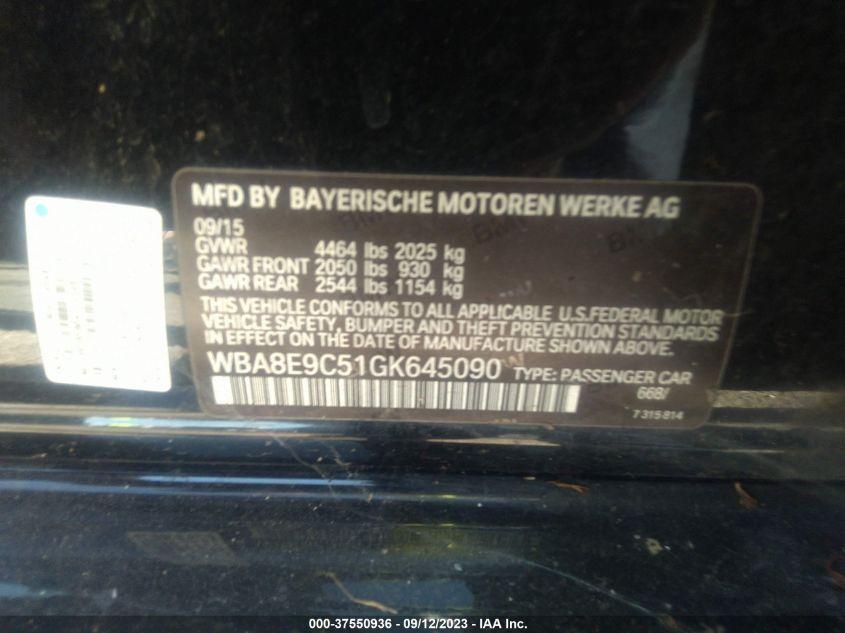 MFD BY BAYERISCHE MOTOREN WERKE AG
09/15
GVWR 4464 lbs 2025 kg
GAWR FRONT 2050 lbs 930 kg
GAWR REAR 2544 lbs 1154 kg
THIS VEHICLE CONFORMS TO ALL APPLICABLE U.S.FEDERAL MOTOR
VEHICLE SAFETY, BUMPER AND THEFT PREVENTION STANDARDS
IN EFFECT ON THE DATE OF MANUFACTURE SHOWN ABOVE.
WBA8E9C51GK645090 TYPE: PASSENGER CAR
668/
7 315 814
000-37550936 - 09/12/2023 - IAA Inc.